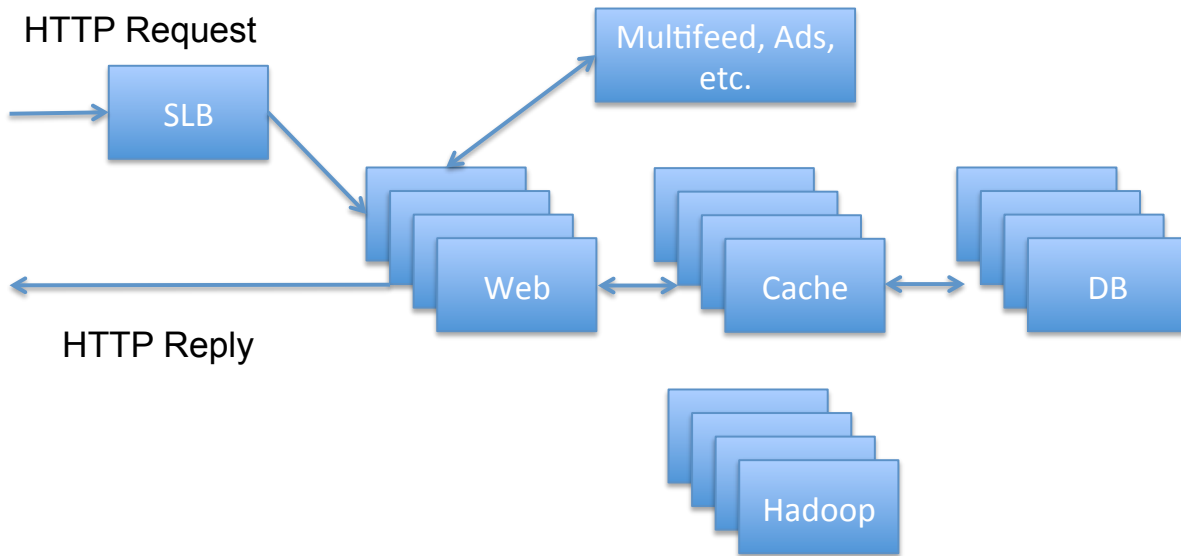 HTTP Request
Multifeed, Ads,
etc.
SLB
Web
Cache
DB
HTTP Reply
Hadoop